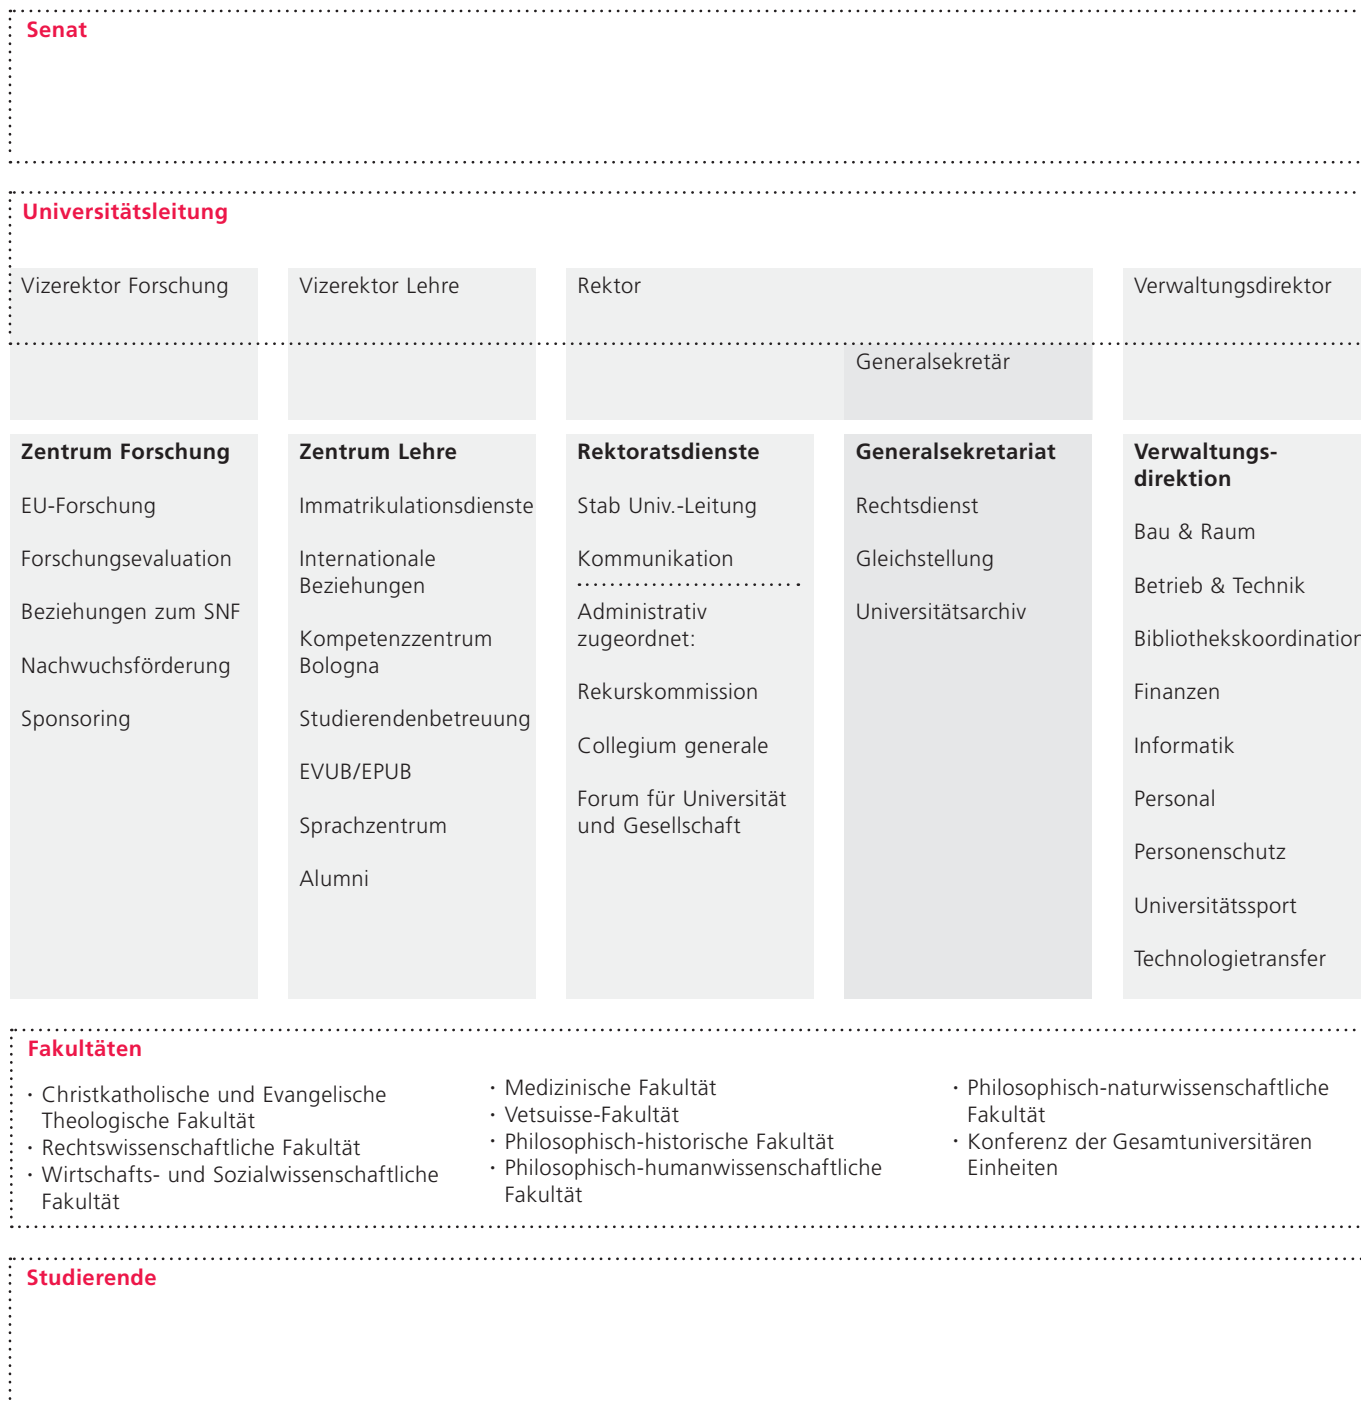 Senat
Universitätsleitung
Vizerektor Forschung
Vizerektor Lehre
Rektor
Verwaltungsdirektor
Generalsekretär
Zentrum Forschung
EU-Forschung
Forschungsevaluation
Beziehungen zum SNF
Nachwuchsförderung
Sponsoring
Zentrum Lehre
Immatrikulationsdienste
Internationale
Beziehungen
Kompetenzzentrum
Bologna
Studierendenbetreuung
EVUB/EPUB
Sprachzentrum
Alumni
Rektoratsdienste
Stab Univ.-Leitung
Kommunikation
Administrativ
zugeordnet:
Rekurskommission
Collegium generale
Forum für Universität
und Gesellschaft
Generalsekretariat
Rechtsdienst
Gleichstellung
Universitätsarchiv
Verwaltungs-
direktion
Bau & Raum
Betrieb & Technik
Bibliothekskoordination
Finanzen
Informatik
Personal
Personenschutz
Universitätssport
Technologietransfer
Fakultäten
· Christkatholische und Evangelische
Theologische Fakultät
· Rechtswissenschaftliche Fakultät
· Wirtschafts- und Sozialwissenschaftliche
Fakultät
· Medizinische Fakultät
· Vetsuisse-Fakultät
· Philosophisch-historische Fakultät
· Philosophisch-humanwissenschaftliche
Fakultät
· Philosophisch-naturwissenschaftliche
Fakultät
· Konferenz der Gesamtuniversitären
Einheiten
Studierende